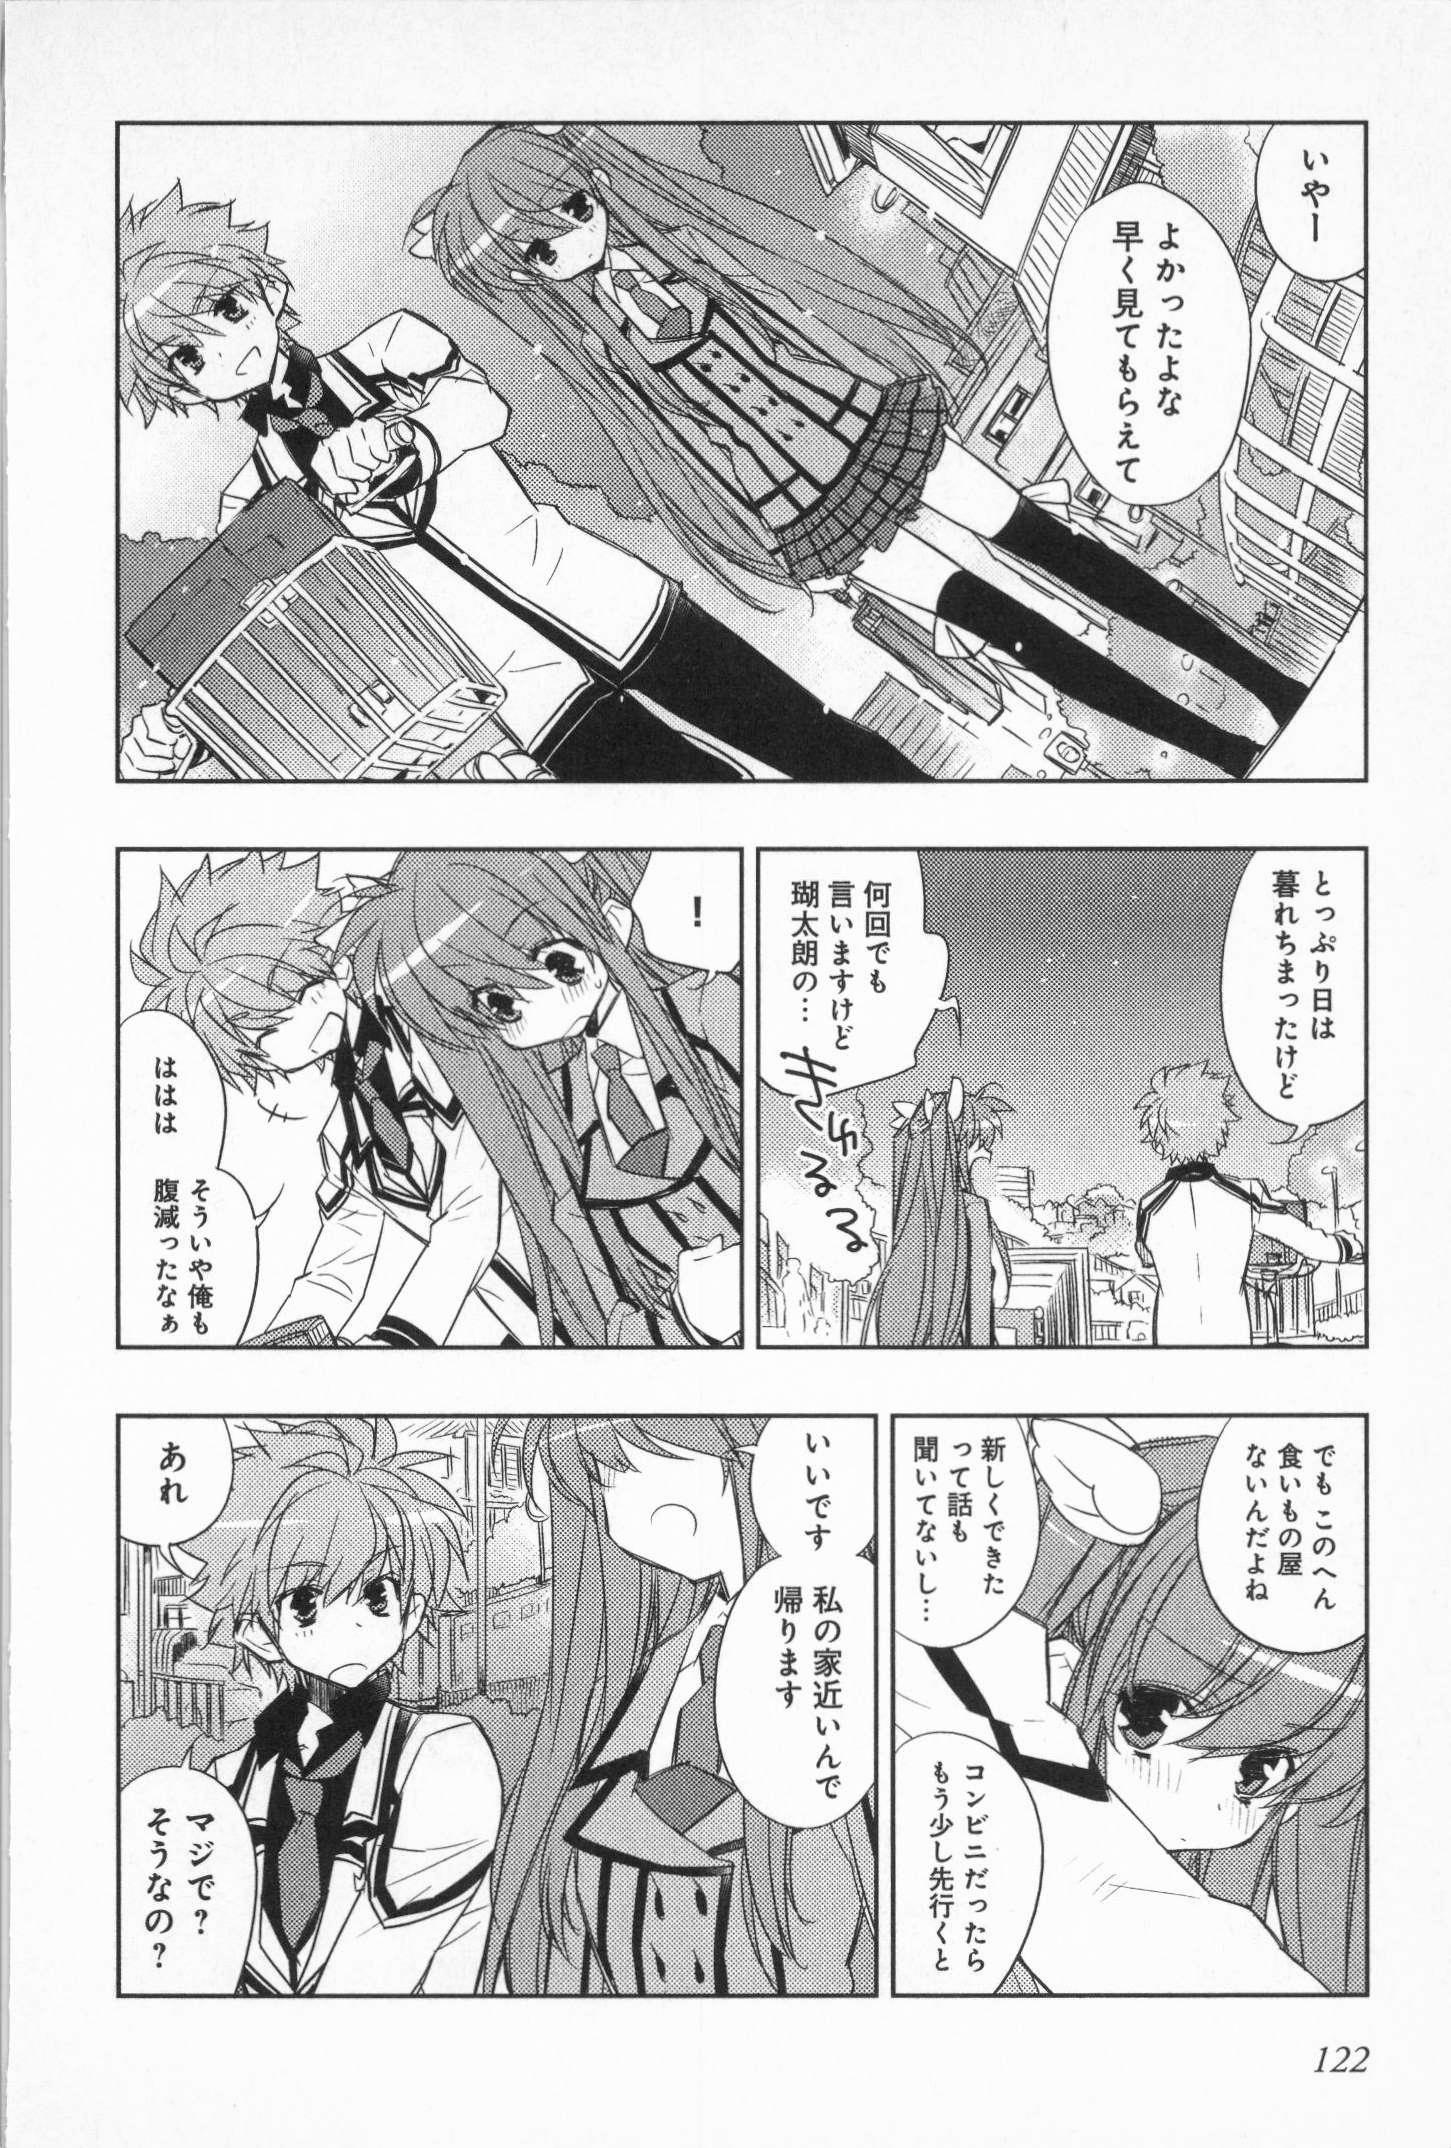 いやー
よかったよな
早く見てもらえて
とっぷり日は
暮れちまったけど
何回でも
言いますけど
瑚太朗の…
きゅるる
！
ははは
そういや俺も
腹減ったなぁ
でも このへん
食いもの屋
ないんだよね
新しくできた
って話も
聞いてないし…
コンビニだったら
もう少し先行くと
いいです
私の家近いんで
帰ります
あれ
マジで？
そうなの？
122